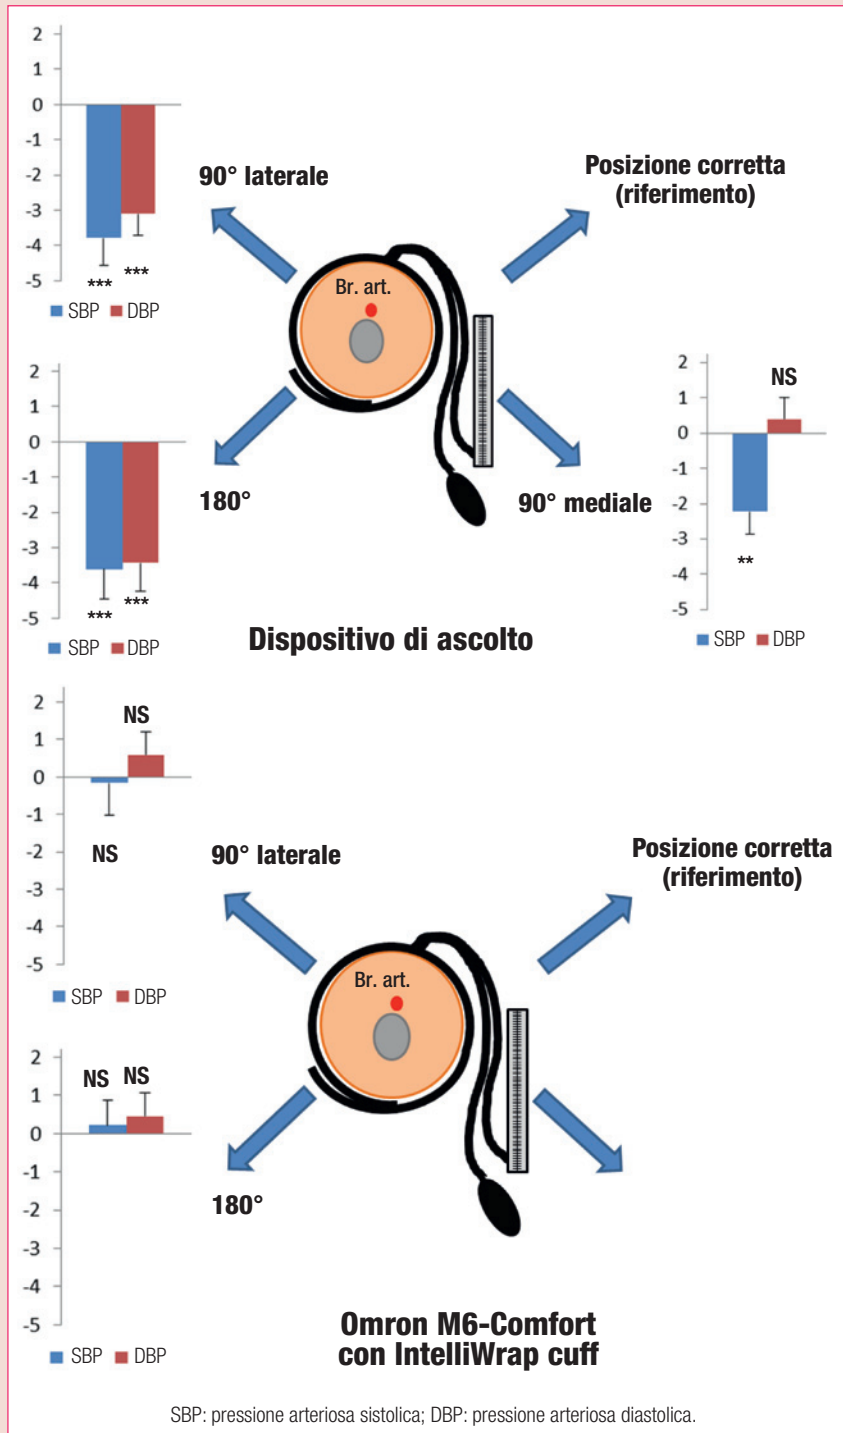 2
1
0
-1
-2
-3
-4
-5
*** ***
SBP DBP
90° laterale
Posizione corretta
(riferimento)
Br. art.
2
1
0
-1
-2
-3
-4
-5
*** ***
SBP DBP
180°
90° mediale
2
1
0
-1
-2
-3
-4
-5
NS
**
SBP DBP
Dispositivo di ascolto
2
1
0
-1
-2
-3
-4
-5
NS
NS
SBP DBP
90° laterale
Posizione corretta
(riferimento)
Br. art.
2
1
0
-1
-2
-3
-4
-5
NS NS
SBP DBP
180°
Omron M6-Comfort
con IntelliWrap cuff
SBP: pressione arteriosa sistolica; DBP: pressione arteriosa diastolica.